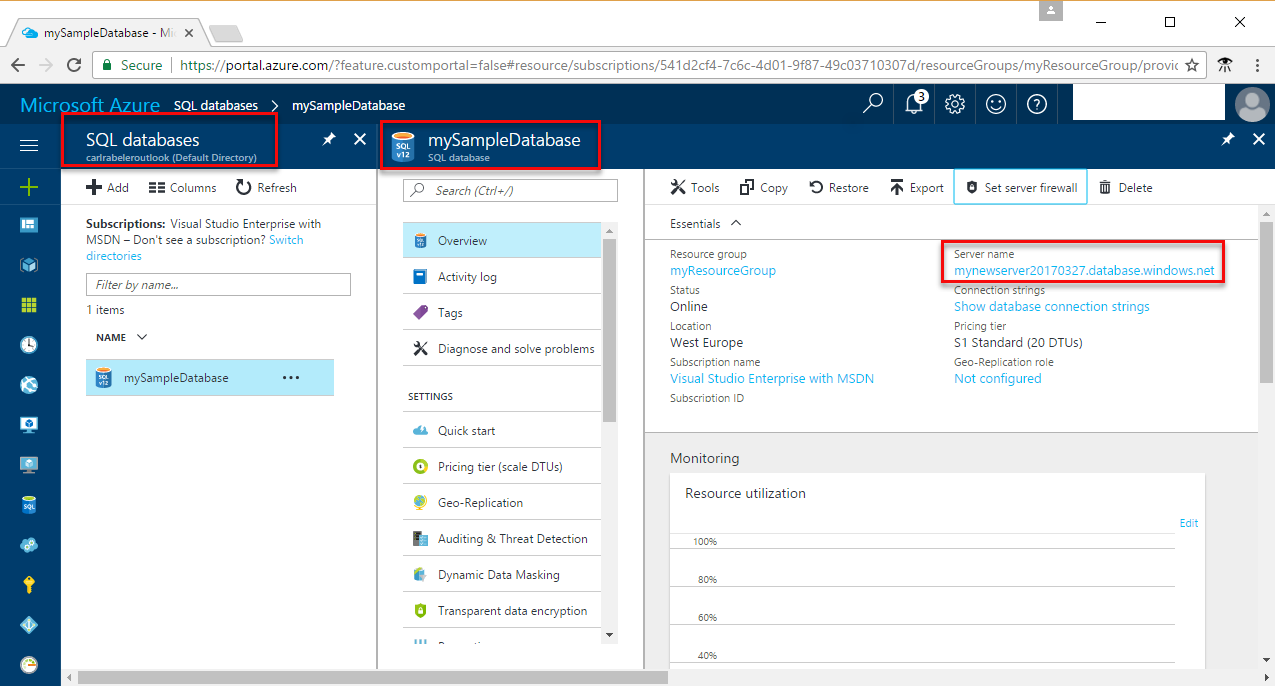 mySampleDatabase - Mi
Secure
https://portal.azure.com/?feature.customportal=false#resource/subscriptions/541d2cf4-7c6c-4d01-9f87-49c03710307d/resourceGroups/myResourceGroup/provi
Microsoft Azure SQL databases > mySampleDatabase
3
SQL databases
carlrabeleroutlook (Default Directory)
Add Columns Refresh
Subscriptions: Visual Studio Enterprise with
MSDN – Don't see a subscription? Switch
directories
Filter by name...
1 items
NAME
SQL v12
mySampleDatabase
...
SQL
SQL v12
mySampleDatabase
SQL database
Search (Ctrl+/)
Overview
Activity log
Tags
Diagnose and solve problems
SETTINGS
Quick start
Pricing tier (scale DTUs)
Geo-Replication
Auditing & Threat Detection
Dynamic Data Masking
Transparent data encryption
Tools Copy Restore Export Set server firewall Delete
Essentials
Resource group
myResourceGroup
Status
Online
Location
West Europe
Subscription name
Visual Studio Enterprise with MSDN
Subscription ID
Server name
mynewserver20170327.database.windows.net
Connection strings
Show database connection strings
Pricing tier
S1 Standard (20 DTUs)
Geo-Replication role
Not configured
Monitoring
Resource utilization
Edit
100%
80%
60%
40%